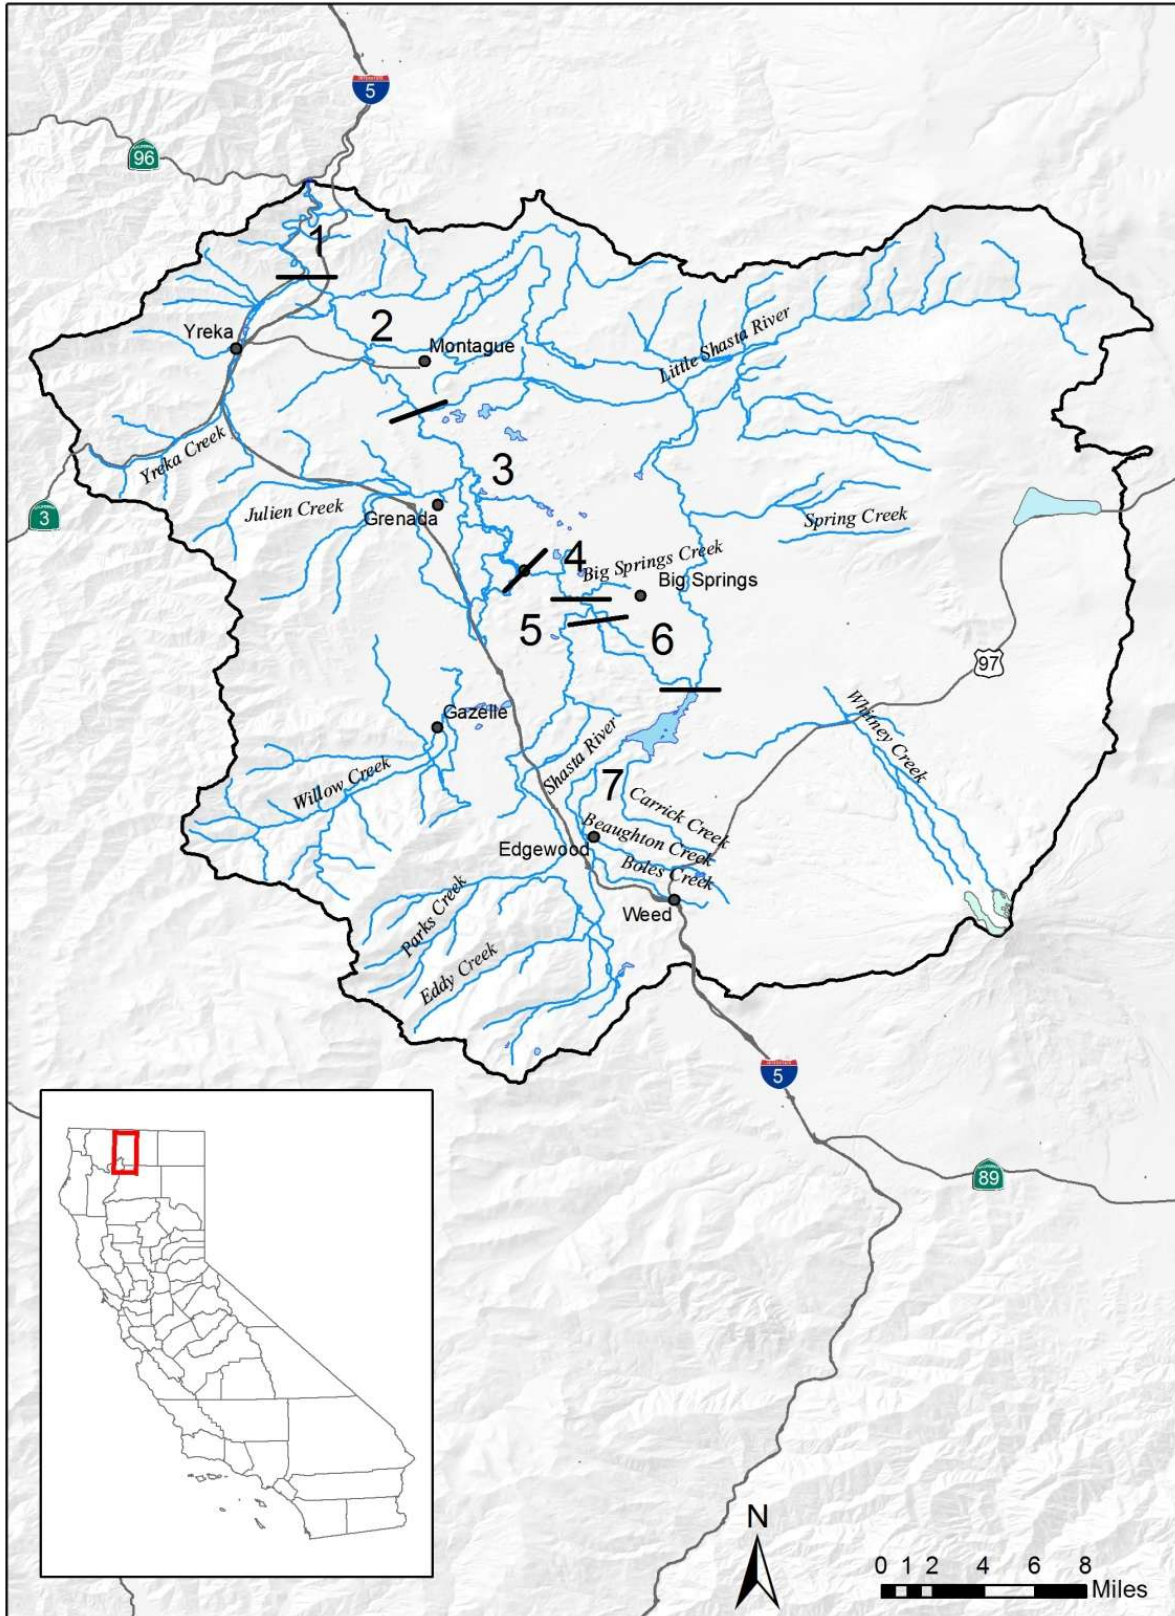 5
96
1
2
Yreka
Montague
Little Shasta River
Yreka Creek
3
3
Julien Creek
Grenada
Spring Creek
4
Big Springs Creek
Big Springs
5
6
97
Gazelle
Whitney Creek
Shasta River
Willow Creek
7
Carrick Creek
Beaughton Creek
Edgewood
Boles Creek
Weed
Parks Creek
Eddy Creek
5
89
N
0 1 2 4 6 8
Miles